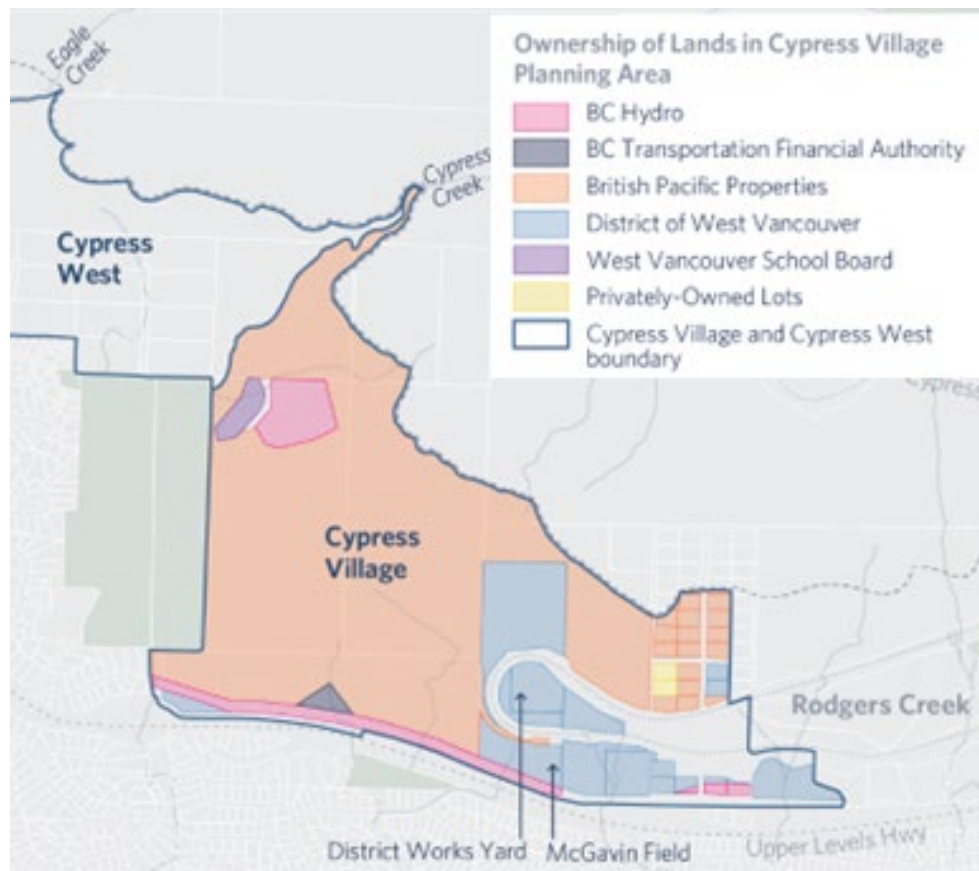 Eagle
Creek
Ownership of Lands in Cypress Village
Planning Area
BC Hydro
BC Transportation Financial Authority
British Pacific Properties
District of West Vancouver
West Vancouver School Board
Privately-Owned Lots
Cypress Village and Cypress West
boundary
Cypress
Creek
Cypress
West
Cypress
Cypress
Village
Rodgers Creek
District Works Yard
McGavin Field
Upper Levels Hwy